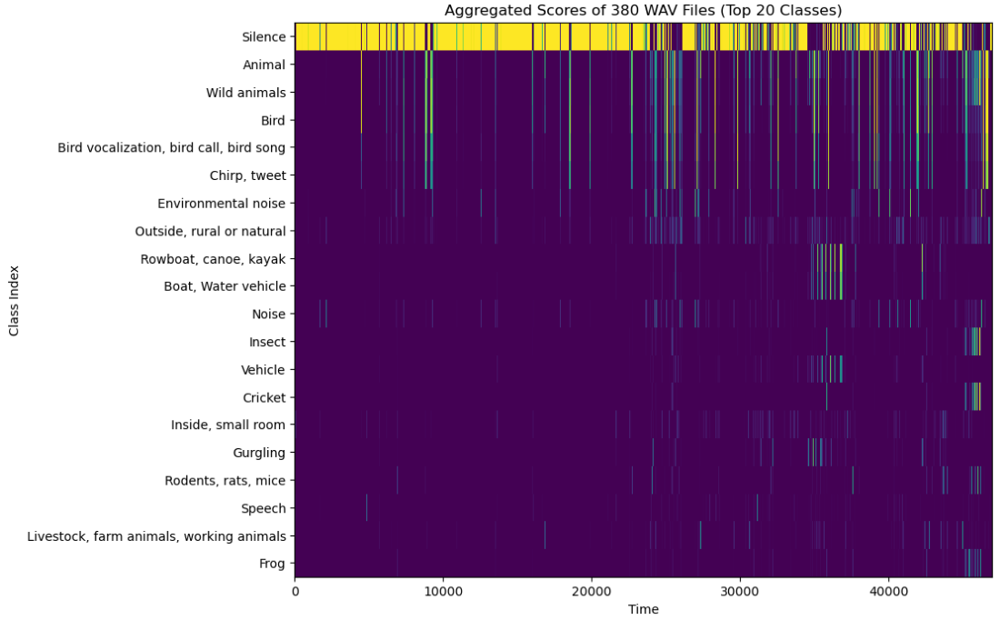 Aggregated Scores of 380 WAV Files (Top 20 Classes)
Silence
Animal
Wild animals
Bird
Bird vocalization, bird call, bird song
Chirp, tweet
Environmental noise
Outside, rural or natural
Rowboat, canoe, kayak
Boat, Water vehicle
Noise
Insect
Vehicle
Cricket
Inside, small room
Gurgling
Rodents, rats, mice
Speech
Livestock, farm animals, working animals
Frog
Class Index
0 10000 20000 30000 40000
Time